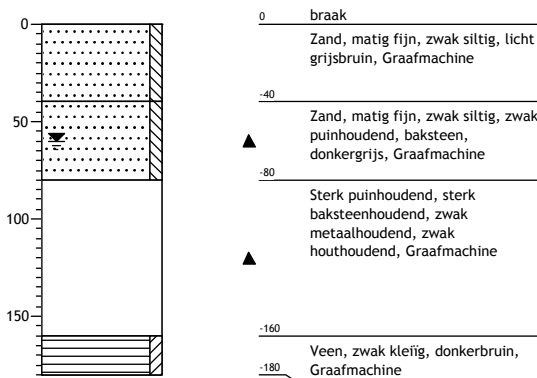 0
50
100
150
0
braak
Zand, matig fijn, zwak siltig, licht
grijsbruin, Graafmachine
-40
Zand, matig fijn, zwak siltig, zwak
puinhoudend, baksteen,
donkergrijs, Graafmachine
-80
Sterk puinhoudend, sterk
baksteenhoudend, zwak
metaalhoudend, zwak
houthoudend, Graafmachine
-160
Veen, zwak kleiïg, donkerbruin,
Graafmachine
-180